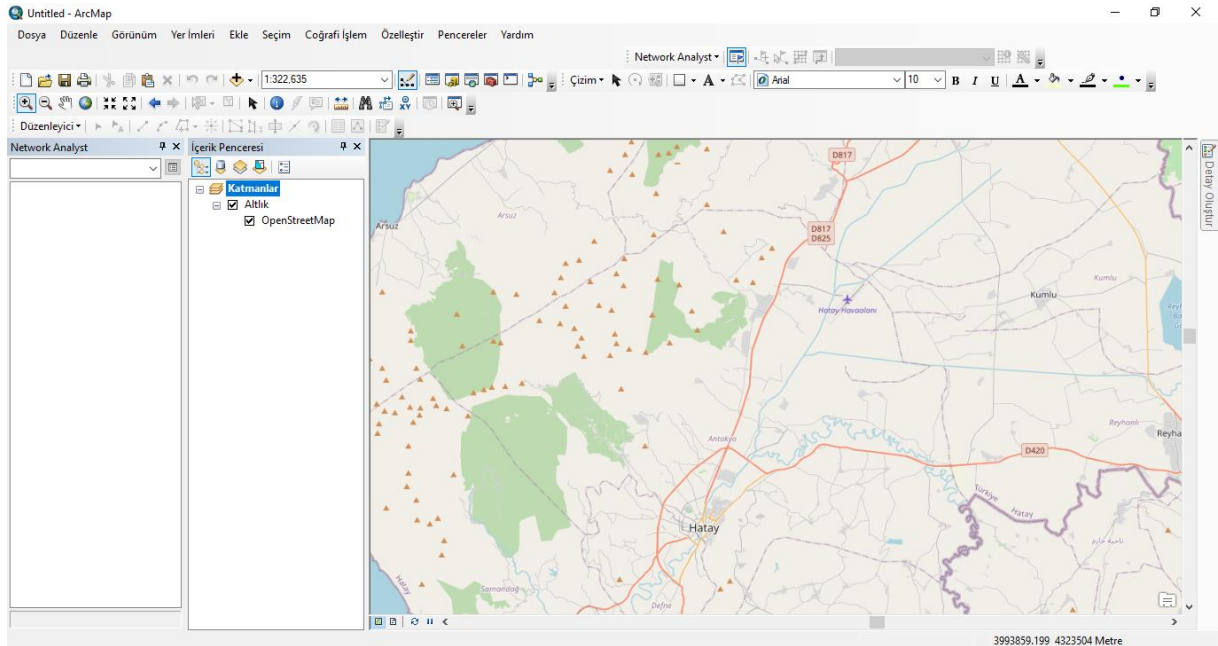 Untitled - ArcMap
Dosya Düzenle Görünüm Yer İmleri Ekle Seçim Coğrafi İşlem Özelleştir Pencereler Yardım
Network Analyst
1:322,635
Çizim
A
Arial
10
B I U A
Düzenleyici
Network Analyst
İçerik Penceresi
Katmanlar
Altlık
OpenStreetMap
Detay Oluştur
D817
Arsuz
Arsuz
D817
D825
Kumlu
Kumlu
Hatay Havaalanı
Antakya
Reyhanlı
Reyha
D420
Türkiye
Hatay
Hatay
ناحية حارم
Hatay
Samandağ
Defne
3993859.199 4323504 Metre